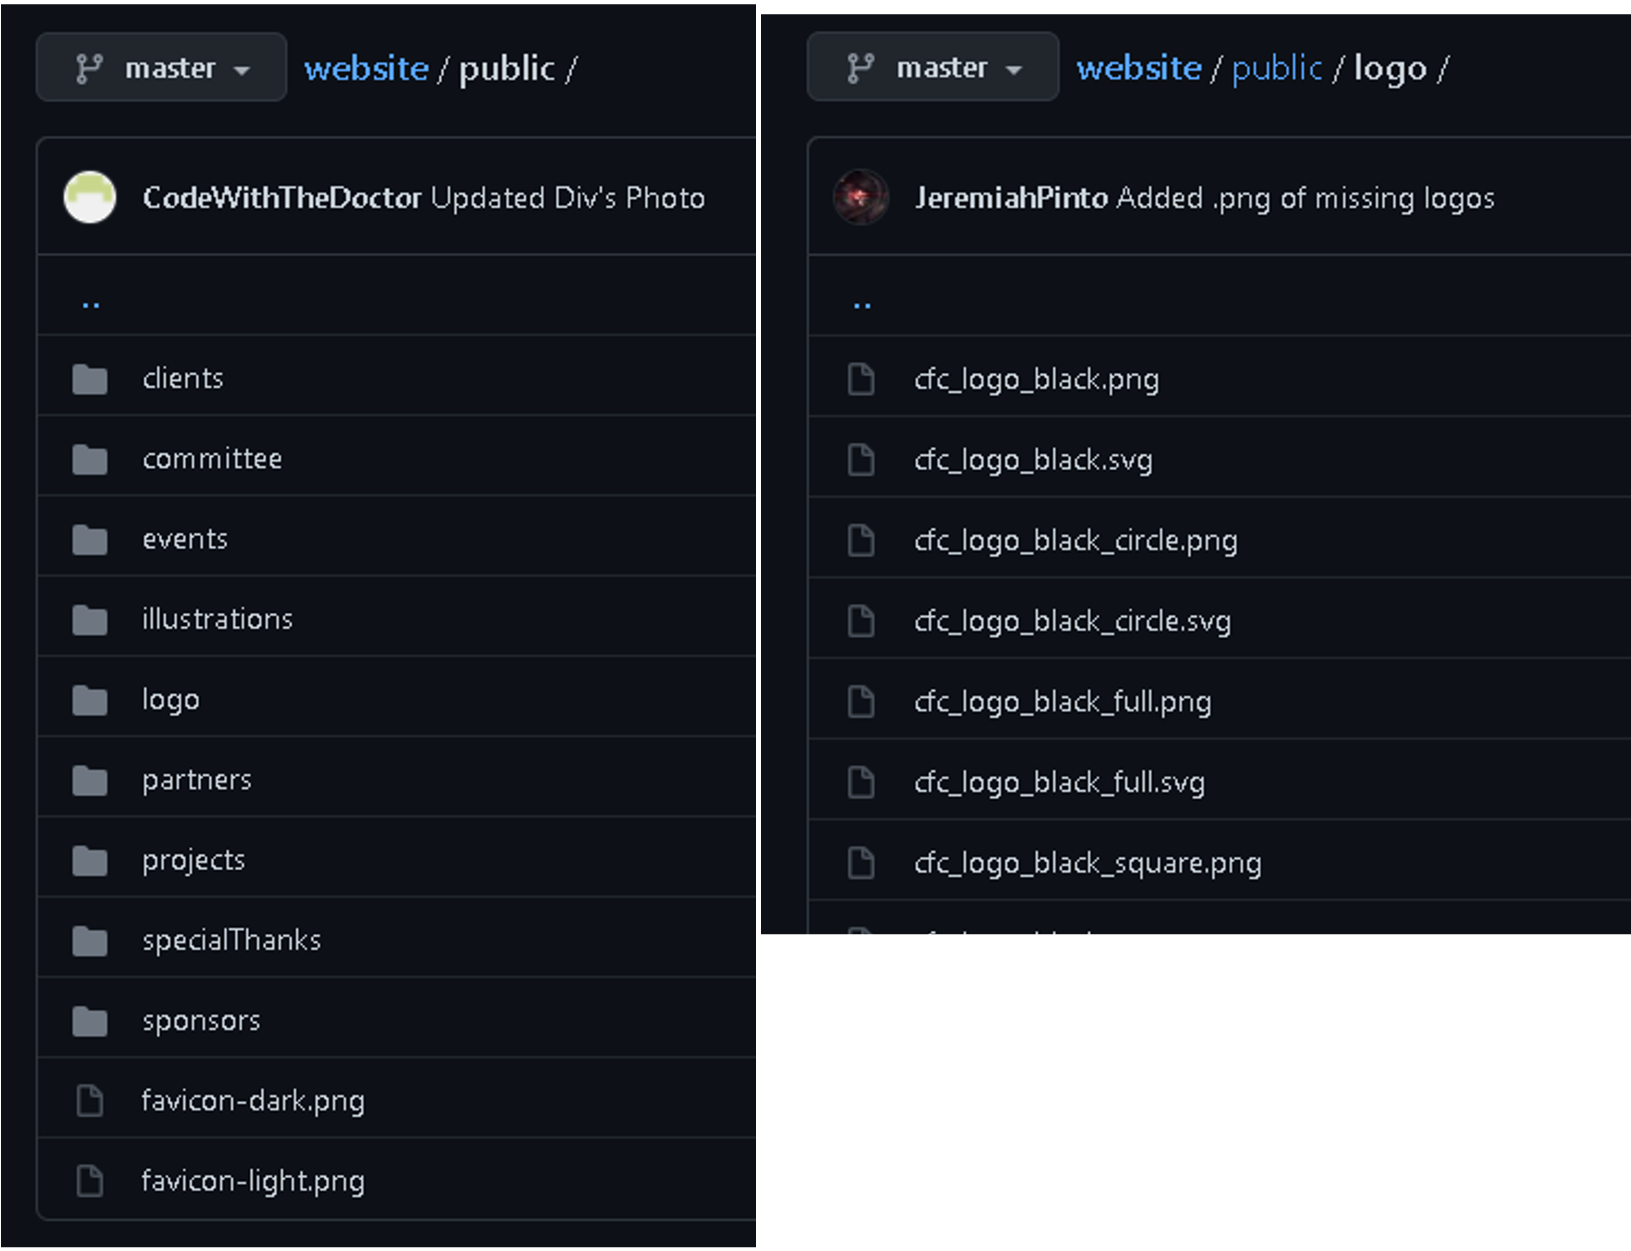 master website / public /
CodeWithTheDoctor Updated Div's Photo
..
clients
committee
events
illustrations
logo
partners
projects
specialThanks
sponsors
favicon-dark.png
favicon-light.png
master website / public / logo /
JeremiahPinto Added .png of missing logos
..
cfc_logo_black.png
cfc_logo_black.svg
cfc_logo_black_circle.png
cfc_logo_black_circle.svg
cfc_logo_black_full.png
cfc_logo_black_full.svg
cfc_logo_black_square.png